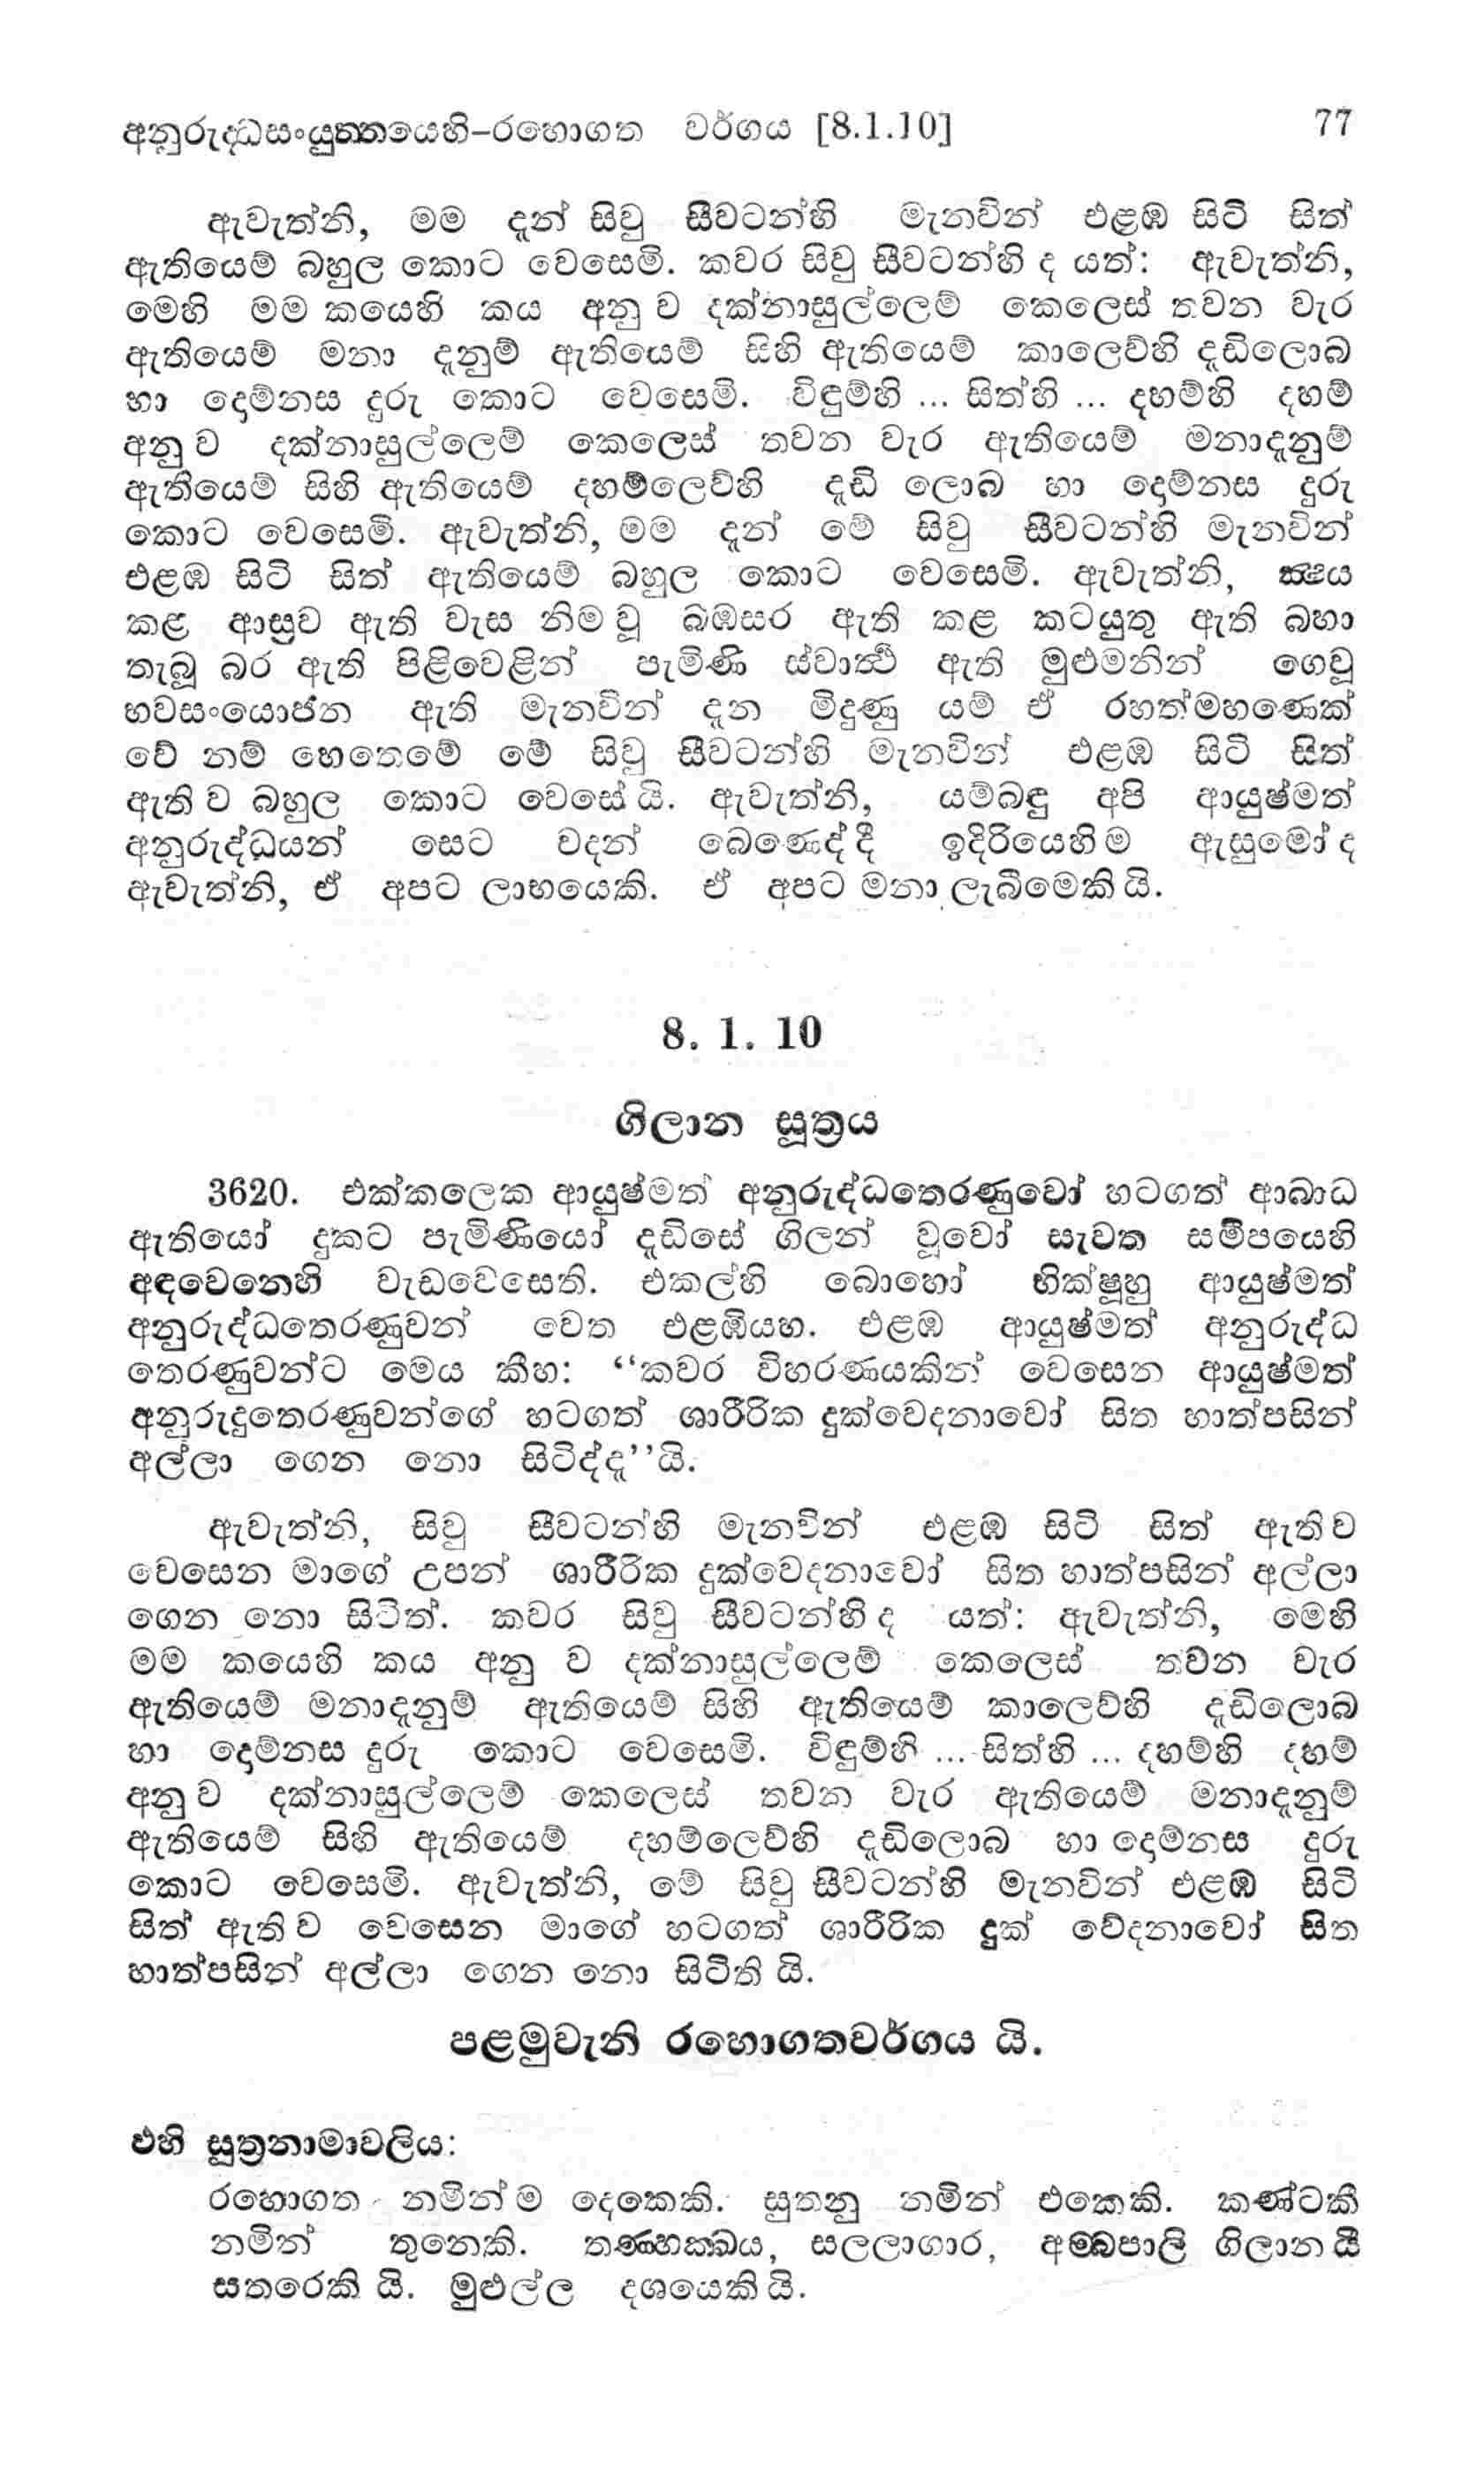 අනුරුද්ධසංයුත්තයෙහි-රහොගත වර්ගය [8.1.10] 77
ඇවැත්නි, මම දැන් සිවු සීවටන්හි මැනවින් එළඹ සිටි සිත්
ඇතියෙම් බහුල කොට වෙසෙමි. කවර සිවු සීවටන්හි ද යත්: ඇවැත්නි,
මෙහි මම කයෙහි කය අනු ව දක්නාසුල්ලෙම් කෙලෙස් තවන වැර
ඇතියෙම් මනා දැනුම් ඇතියෙම් සිහි ඇතියෙම් කාලෙව්හි දැඩිලොබ
හා දොම්නස දුරු කොට වෙසෙමි. විඳුම්හි ... සිත්හි ... දහම්හි දහම්
අනු ව දක්නාසුල්ලෙම් කෙලෙස් තවන වැර ඇතියෙම් මනාදැනුම්
ඇතියෙම් සිහි ඇතියෙම් දහම්ලෙව්හි දැඩි ලොබ හා දොම්නස දුරු
කොට වෙසෙමි. ඇවැත්නි, මම දැන් මේ සිවු සීවටන්හි මැනවින්
එළඹ සිටි සිත් ඇතියෙම් බහුල කොට වෙසෙමි. ඇවැත්නි, ක්‍ෂය
කළ ආස්‍රව ඇති වැස නිම වූ බඹසර ඇති කළ කටයුතු ඇති බහා
තැබූ බර ඇති පිළිවෙළින් පැමිණි ස්වාර්‍ථ ඇති මුළුමනින් ගෙවූ
භවසංයොජන ඇති මැනවින් දැන මිදුණු යම් ඒ රහත්මහණෙක්
වේ නම් හෙතෙමේ මේ සිවු සීවටන්හි මැනවින් එළඹ සිටි සිත්
ඇති ව බහුල කොට වෙසේ යි. ඇවැත්නි, යම්බඳු අපි ආයුෂ්මත්
අනුරුද්ධයන් සෙට වදන් බෙණෙද්දී ඉදිරියෙහි ම ඇසුමෝ ද
ඇවැත්නි, ඒ අපට ලාභයෙකි. ඒ අපට මනා ලැබීමෙකි යි.
8. 1. 10
ගිලාන සූත්‍රය
3620. එක්කලෙක ආයුෂ්මත් අනුරුද්ධතෙරණුවෝ හටගත් ආබාධ
ඇතියෝ දුකට පැමිණියෝ දැඩිසේ ගිලන් වූවෝ සැවත සමීපයෙහි
අඳවෙනෙහි වැඩවෙසෙති. එකල්හි බොහෝ භික්ෂූහු ආයුෂ්මත්
අනුරුද්ධතෙරණුවන් වෙත එළඹියහ. එළඹ ආයුෂ්මත් අනුරුද්ධ
තෙරණුවන්ට මෙය කීහ: “කවර විහරණයකින් වෙසෙන ආයුෂ්මත්
අනුරුදුතෙරණුවන්ගේ හටගත් ශාරීරික දුක්වෙදනාවෝ සිත හාත්පසින්
අල්ලා ගෙන නො සිටිද්දැ’’යි.
ඇවැත්නි, සිවු සීවටන්හි මැනවින් එළඹ සිටි සිත් ඇති ව
වෙසෙන මාගේ උපන් ශාරීරික දුක්වෙදනාවෝ සිත හාත්පසින් අල්ලා
ගෙන නො සිටිත්. කවර සිවු සීවටන්හි ද යත්: ඇවැත්නි, මෙහි
මම කයෙහි කය අනු ව දක්නාසුල්ලෙම් කෙලෙස් තවන වැර
ඇතියෙම් මනාදැනුම් ඇතියෙම් සිහි ඇතියෙම් කාලෙව්හි දැඩිලොබ
හා දොම්නස දුරු කොට වෙසෙමි. විඳුම්හි ... සිත්හි ... දහම්හි දහම්
අනු ව දක්නාසුල්ලෙම් කෙලෙස් තවන වැර ඇතියෙම් මනාදැනුම්
ඇතියෙම් සිහි ඇතියෙම් දහම්ලෙව්හි දැඩිලොබ හා දොම්නස දුරු
කොට වෙසෙමි. ඇවැත්නි, මේ සිවු සීවටන්හි මැනවින් එළඹ සිටි
සිත් ඇති ව වෙසෙන මාගේ හටගත් ශාරීරික දුක් වේදනාවෝ සිත
හාත්පසින් අල්ලා ගෙන නො සිටිති යි.
පළමුවැනි රහොගතවර්ගය යි.
එහි සූත්‍රනාමාවලිය:
රහොගත නමින් ම දෙකෙකි. සුතනු නමින් එකෙකි. කණ්ටකී
නමින් තුනෙකි. තණ්හක්ඛය, සලලාගාර, අම්බපාලි ගිලාන යි
සතරෙකි යි. මුළුල්ල දශයෙකි යි.